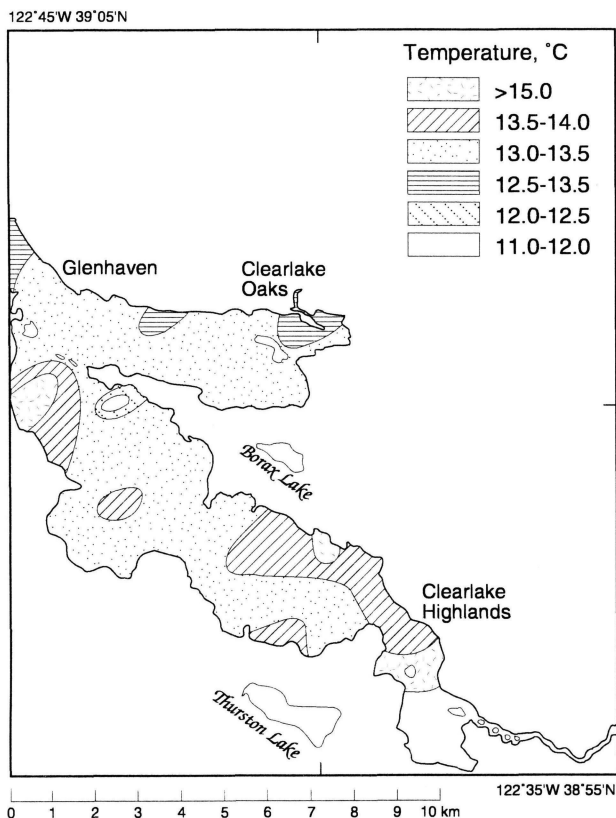 122°45'W 39°05'N
Temperature, °C
>15.0
13.5-14.0
13.0-13.5
12.5-13.5
12.0-12.5
11.0-12.0
Glenhaven
Clearlake
Oaks
Borax Lake
Clearlake
Highlands
Thurston Lake
122°35'W 38°55'N
0 1 2 3 4 5 6 7 8 9 10 km